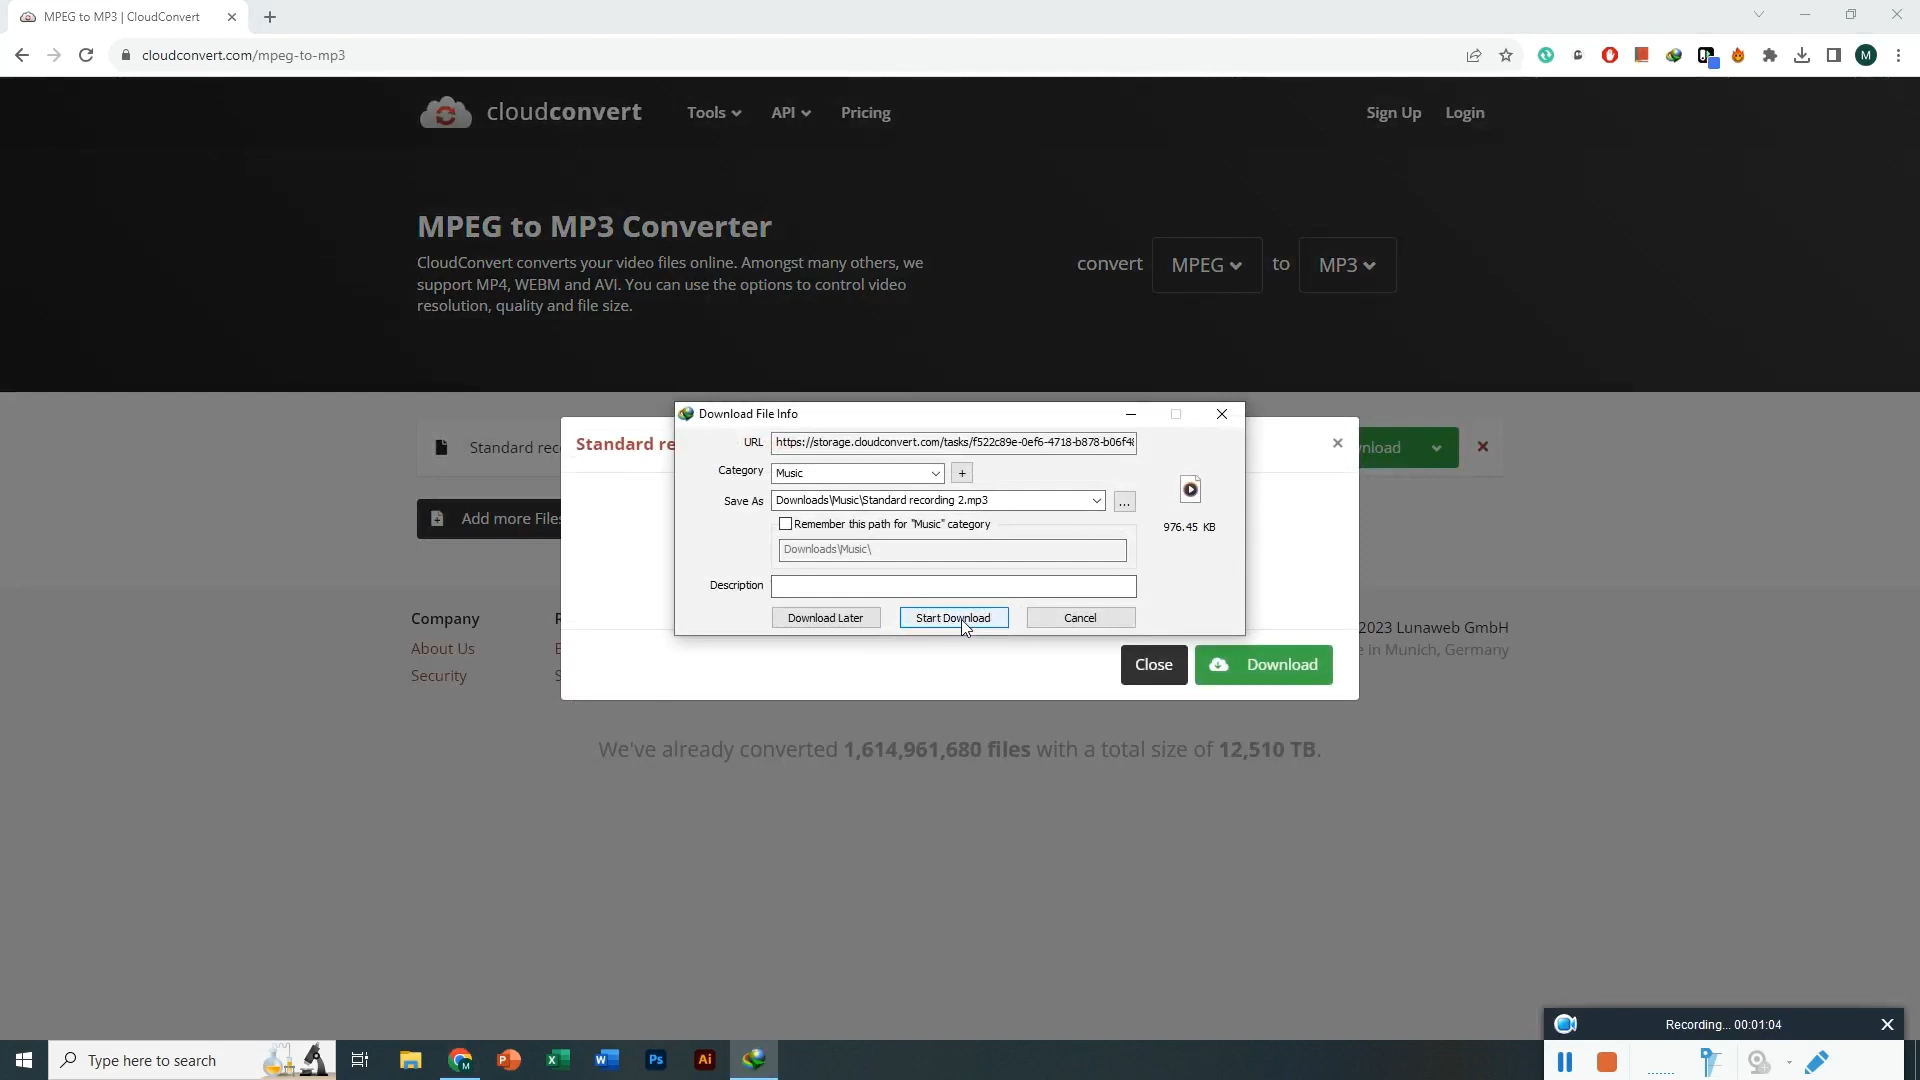 MPEG to MP3 | CloudConvert
cloudconvert.com/mpeg-to-mp3
M
cloudconvert
Tools
API
Pricing
Sign Up
Login
MPEG to MP3 Converter
CloudConvert converts your video files online. Amongst many others, we
support MP4, WEBM and AVI. You can use the options to control video
resolution, quality and file size.
convert MPEG to MP3
Standard rec
Standard re
nload
Add more Files
Download File Info
URL https://storage.cloudconvert.com/tasks/f522c89e-0ef6-4718-b878-b06f4
Category Music +
Save As Downloads\Music\Standard recording 2.mp3 ...
Remember this path for "Music" category
Downloads\Music\
976.45 KB
Description
Download Later
Start Download
Cancel
Close
Download
Company
About Us
Security
R
2023 Lunaweb GmbH
e in Munich, Germany
We've already converted 1,614,961,680 files with a total size of 12,510 TB.
Recording... 00:01:04
Type here to search
Ps
Ai